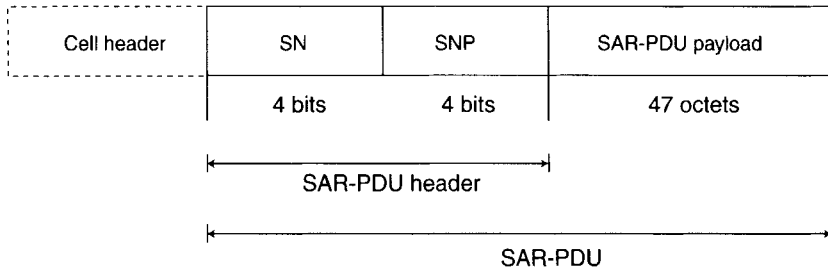 Cell header SN SNP SAR-PDU payload
4 bits 4 bits 47 octets
SAR-PDU header
SAR-PDU